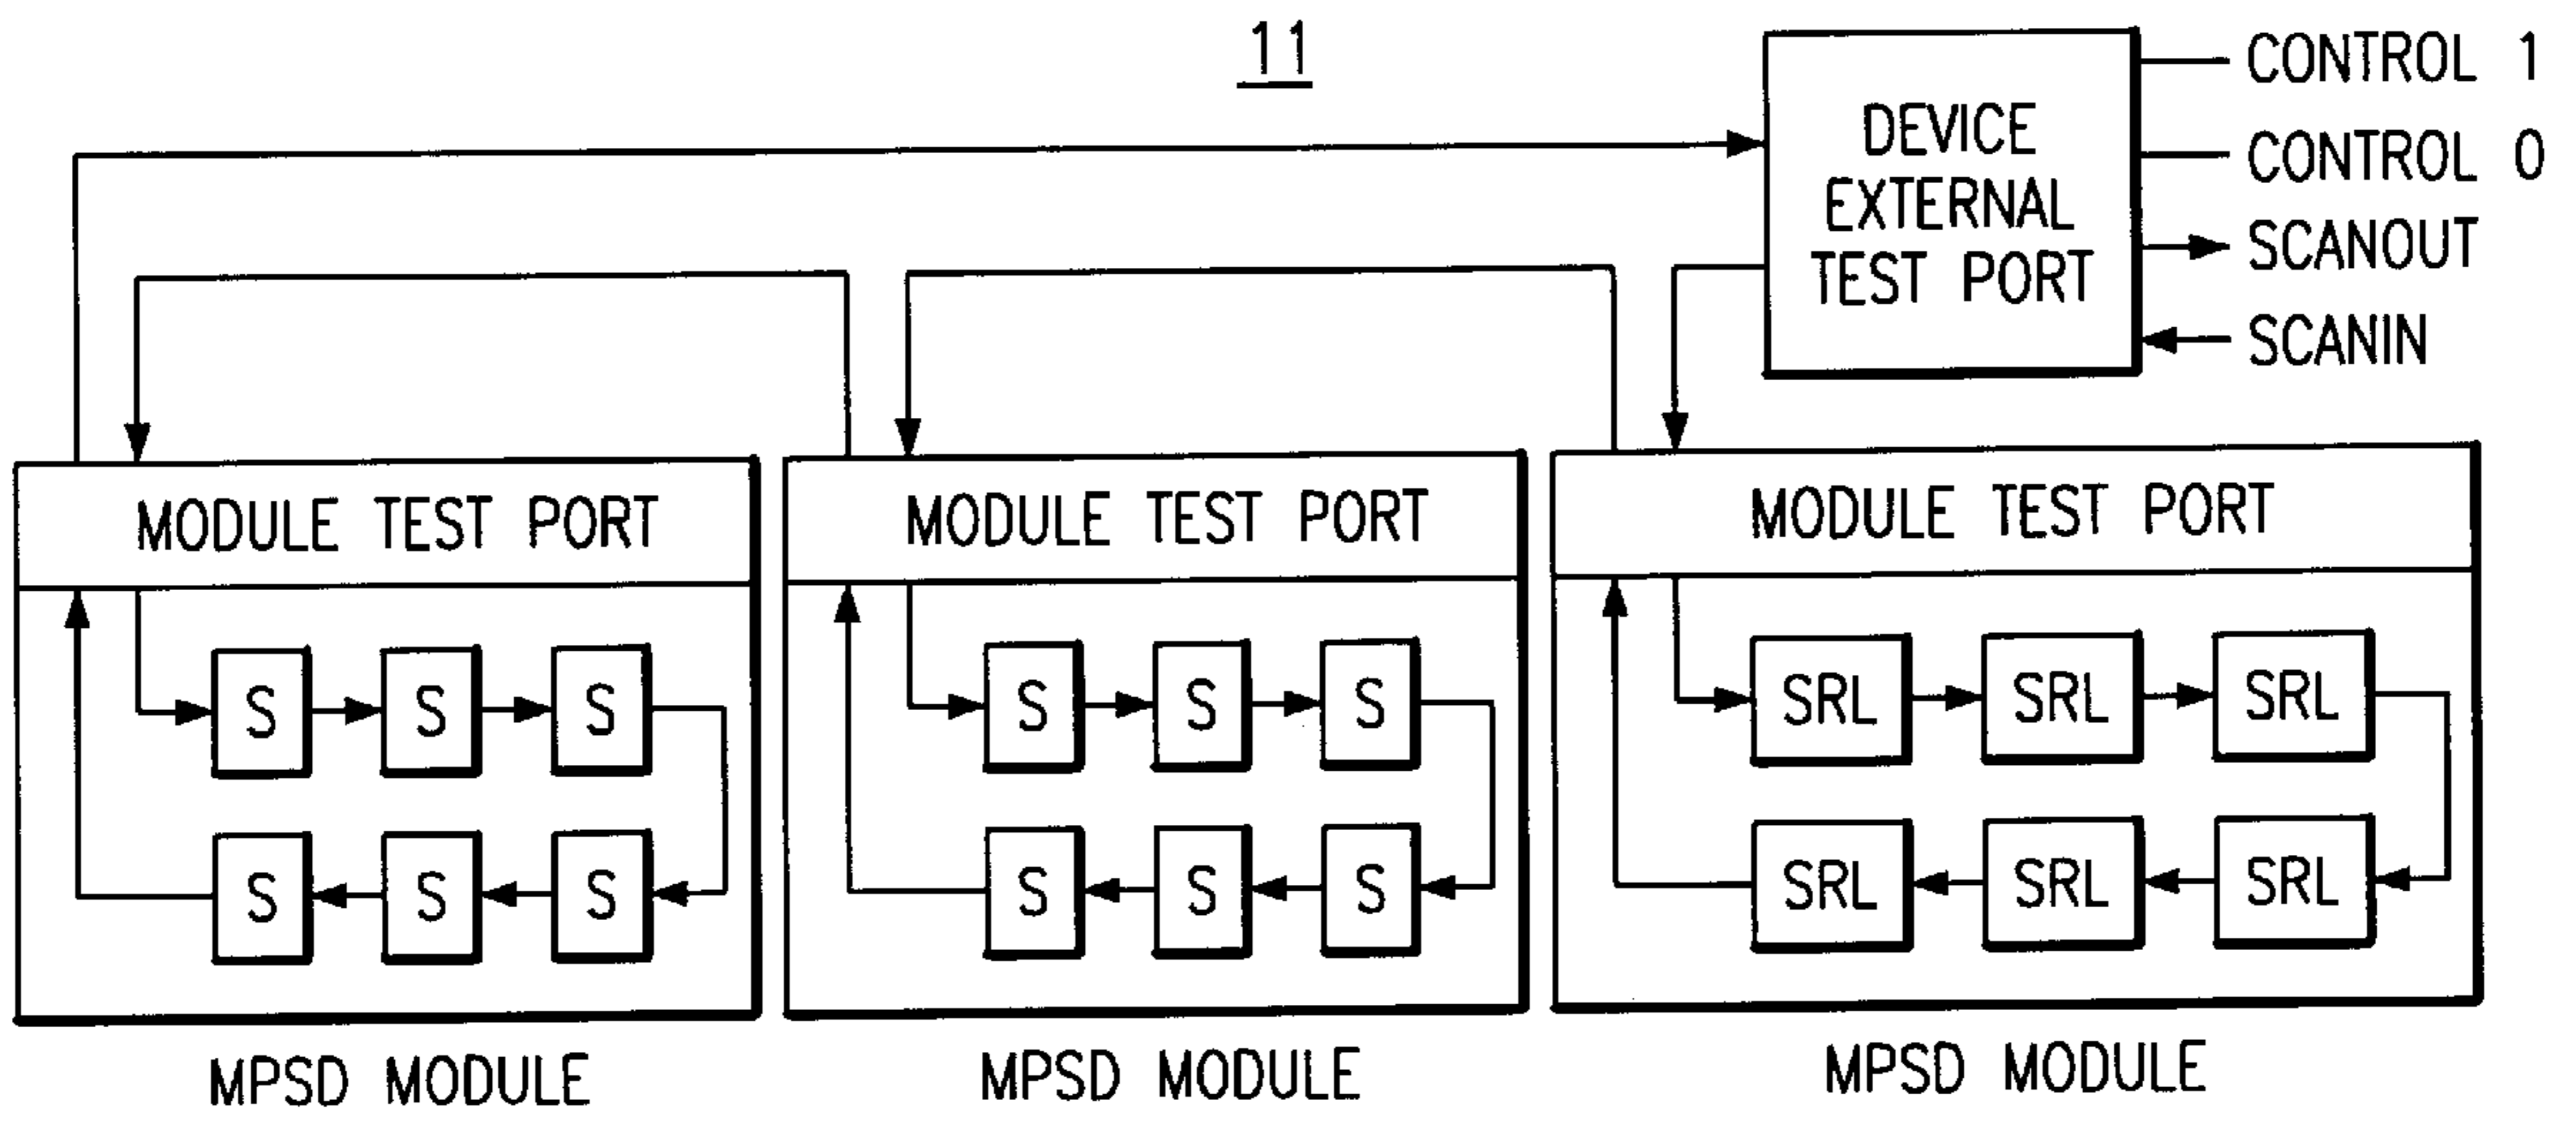 11
CONTROL 1
CONTROL 0
SCANOUT
SCANIN
DEVICE
EXTERNAL
TEST PORT
MODULE TEST PORT
MODULE TEST PORT
MODULE TEST PORT
S S S
S S S
S S S
S S S
SRL SRL SRL
SRL SRL SRL
MPSD MODULE
MPSD MODULE
MPSD MODULE